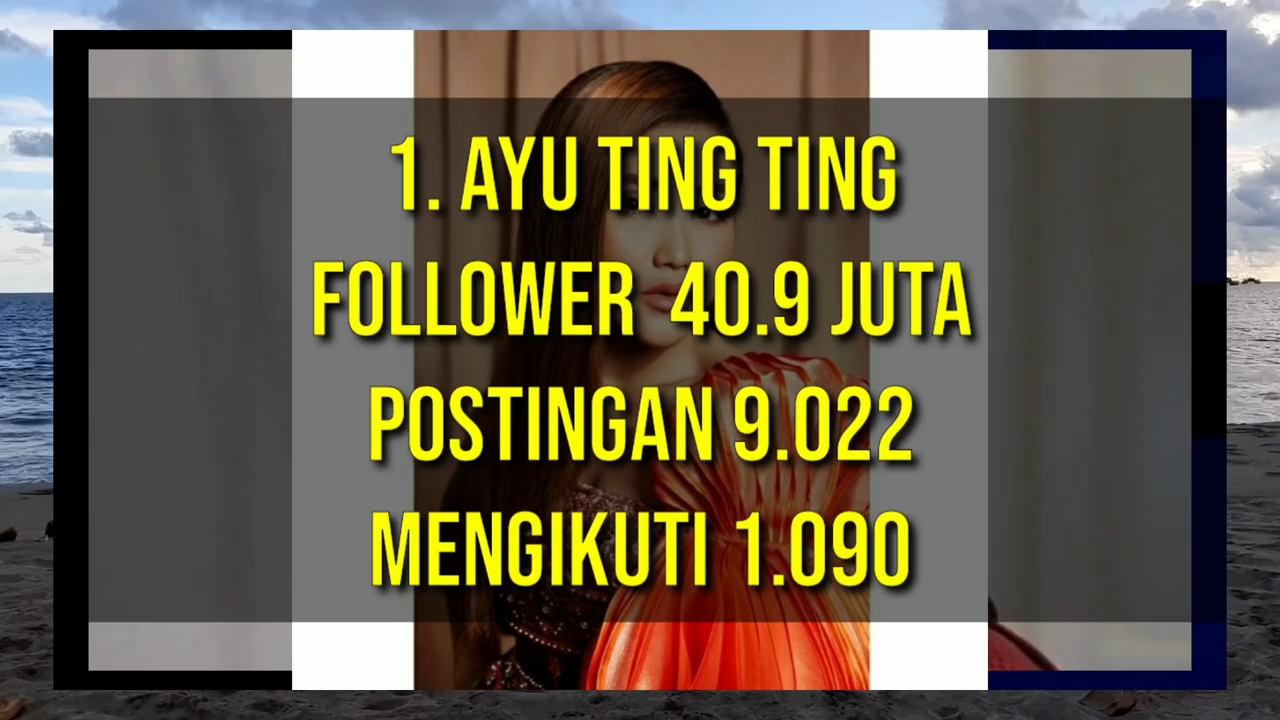 1. AYU TING TING
FOLLOWER 40.9 JUTA
POSTINGAN 9.022
MENGIKUTI 1.090